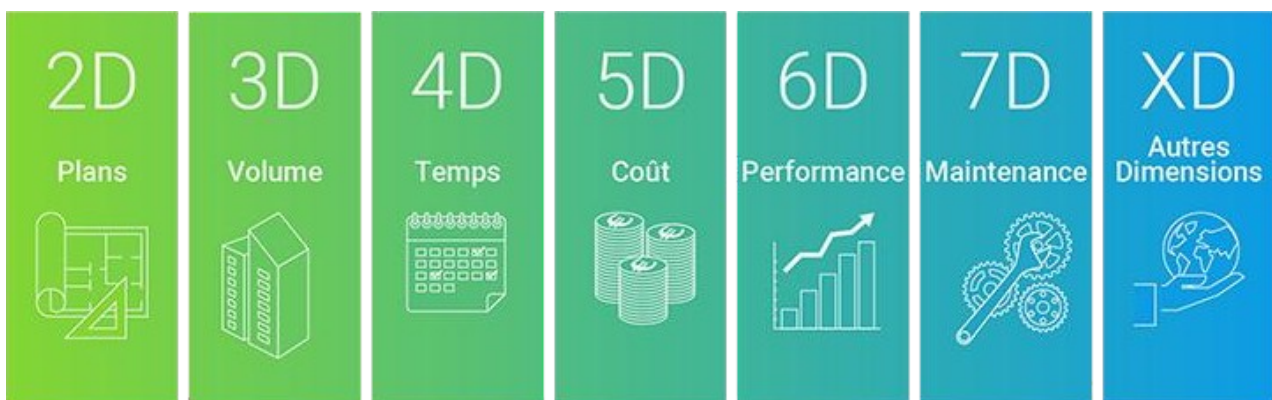 2D
Plans
3D
Volume
4D
Temps
5D
Coût
6D
Performance
7D
Maintenance
XD
Autres
Dimensions